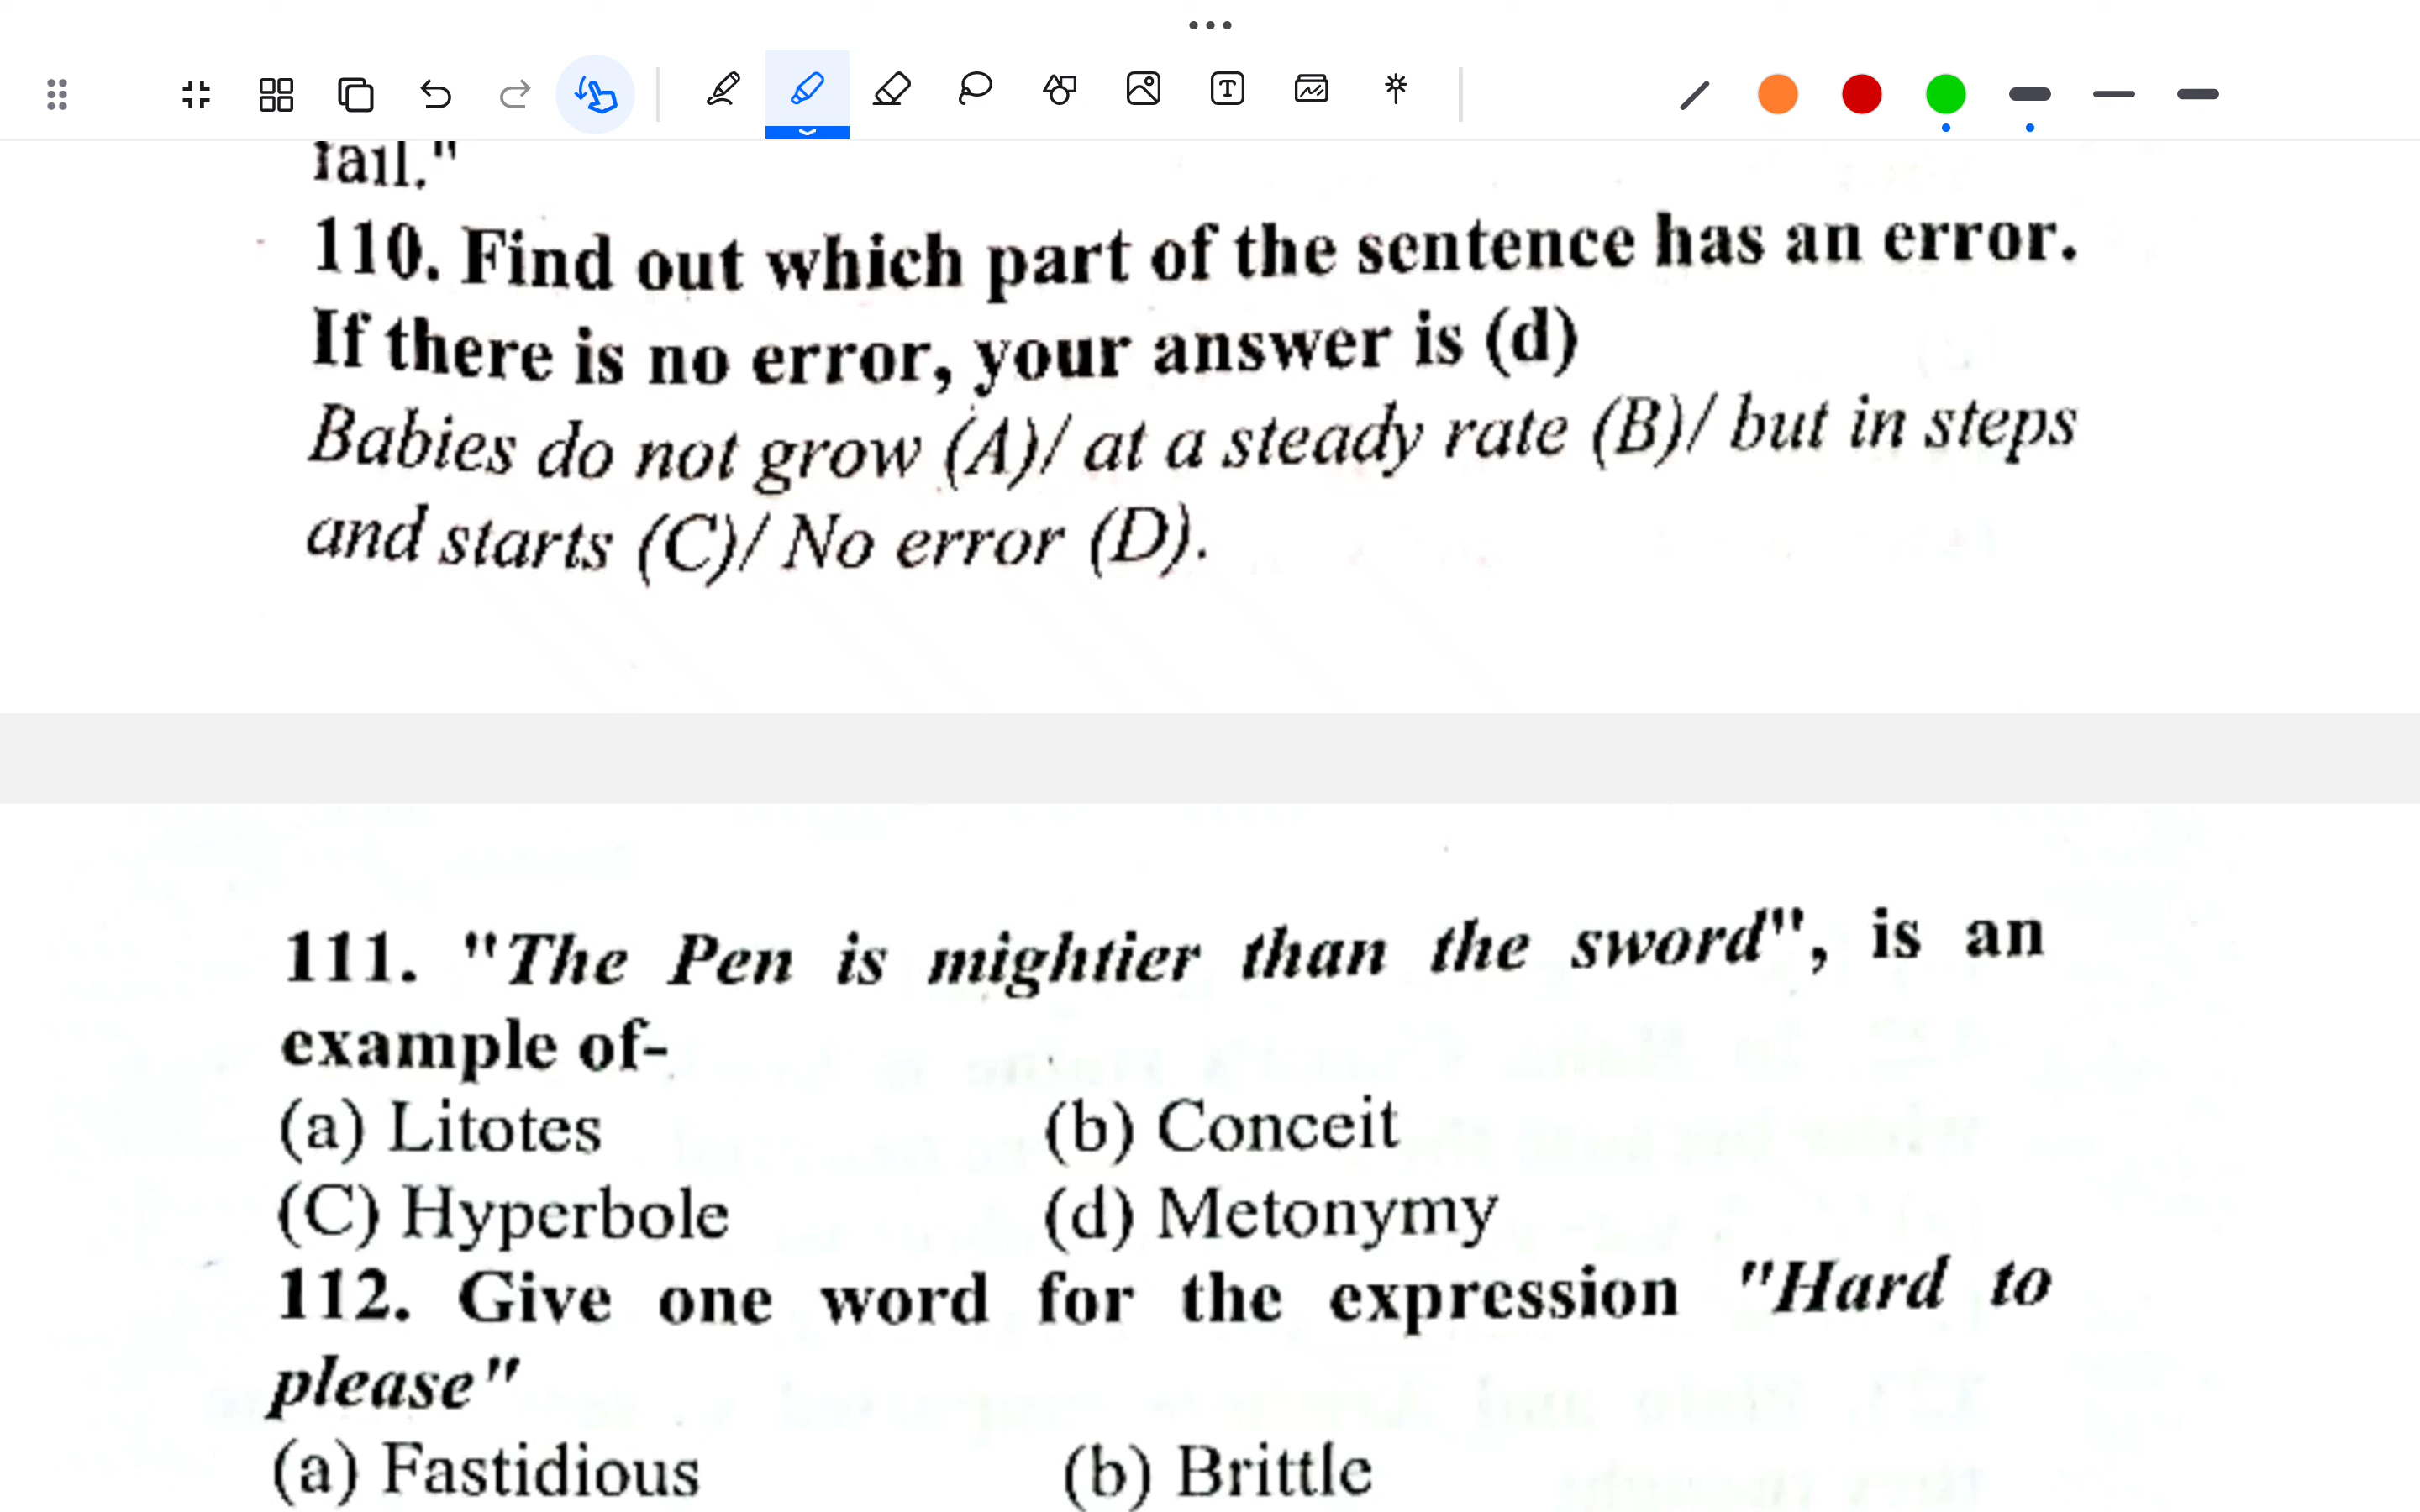 fail."
110. Find out which part of the sentence has an error.
If there is no error, your answer is (d)
Babies do not grow (A)/ at a steady rate (B)/ but in steps
and starts (C)/ No error (D).
111. "The Pen is mightier than the sword", is an
example of-
(a) Litotes (b) Conceit
(C) Hyperbole (d) Metonymy
112. Give one word for the expression "Hard to
please"
(a) Fastidious (b) Brittle